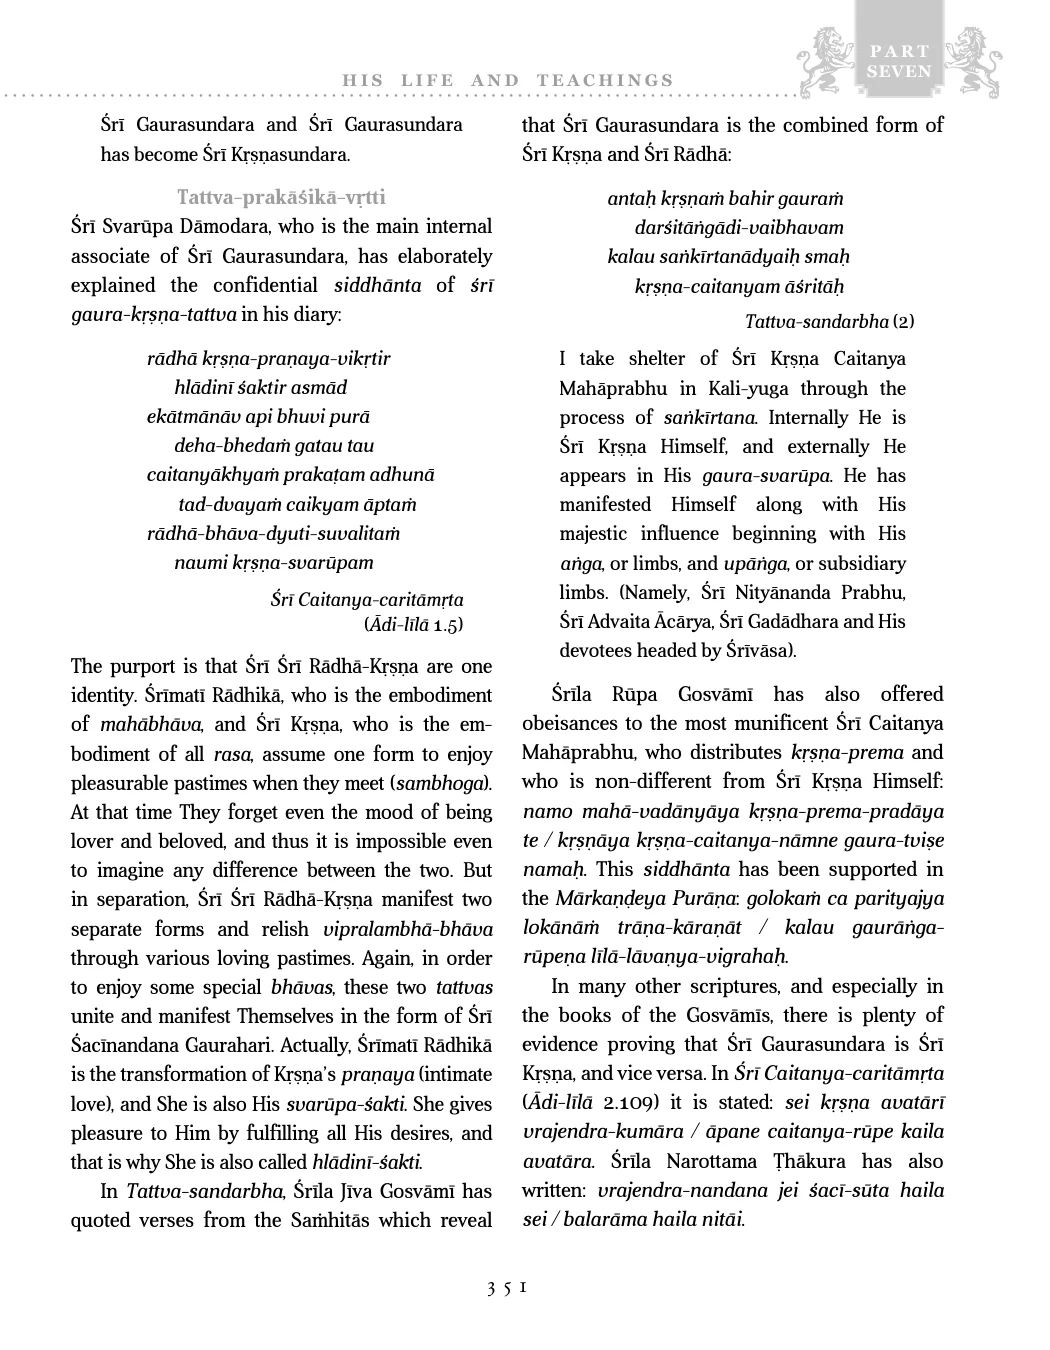 PART
SEVEN
HIS LIFE AND TEACHINGS
Śrī Gaurasundara and Śrī Gaurasundara
has become Śrī Kṛṣṇasundara.
Tattva-prakāśikā-vṛtti
Śrī Svarūpa Dāmodara, who is the main internal
associate of Śrī Gaurasundara, has elaborately
explained the confidential siddhānta of śrī
gaura-kṛṣṇa-tattva in his diary:
rādhā kṛṣṇa-praṇaya-vikṛtir
hlādinī śaktir asmād
ekātmānāv api bhuvi purā
deha-bhedaṁ gatau tau
caitanyākhyaṁ prakaṭam adhunā
tad-dvayaṁ caikyam āptaṁ
rādhā-bhāva-dyuti-suvalitaṁ
naumi kṛṣṇa-svarūpam
Śrī Caitanya-caritāmṛta
(Ādi-līlā 1.5)
The purport is that Śrī Śrī Rādhā-Kṛṣṇa are one
identity. Śrīmatī Rādhikā, who is the embodiment
of mahābhāva, and Śrī Kṛṣṇa, who is the em-
bodiment of all rasa, assume one form to enjoy
pleasurable pastimes when they meet (sambhoga).
At that time They forget even the mood of being
lover and beloved, and thus it is impossible even
to imagine any difference between the two. But
in separation, Śrī Śrī Rādhā-Kṛṣṇa manifest two
separate forms and relish vipralambhā-bhāva
through various loving pastimes. Again, in order
to enjoy some special bhāvas, these two tattvas
unite and manifest Themselves in the form of Śrī
Śacīnandana Gaurahari. Actually, Śrīmatī Rādhikā
is the transformation of Kṛṣṇa's praṇaya (intimate
love), and She is also His svarūpa-śakti. She gives
pleasure to Him by fulfilling all His desires, and
that is why She is also called hlādinī-śakti.
In Tattva-sandarbha, Śrīla Jīva Gosvāmī has
quoted verses from the Saṁhitās which reveal
that Śrī Gaurasundara is the combined form of
Śrī Kṛṣṇa and Śrī Rādhā:
antaḥ kṛṣṇaṁ bahir gauraṁ
darśitāṅgādi-vaibhavam
kalau saṅkīrtanādyaiḥ smaḥ
kṛṣṇa-caitanyam āśritāḥ
Tattva-sandarbha (2)
I take shelter of Śrī Kṛṣṇa Caitanya
Mahāprabhu in Kali-yuga through the
process of saṅkīrtana. Internally He is
Śrī Kṛṣṇa Himself, and externally He
appears in His gaura-svarūpa. He has
manifested Himself along with His
majestic influence beginning with His
aṅga, or limbs, and upāṅga, or subsidiary
limbs. (Namely, Śrī Nityānanda Prabhu,
Śrī Advaita Ācārya, Śrī Gadādhara and His
devotees headed by Śrīvāsa).
Śrīla Rūpa Gosvāmī has also offered
obeisances to the most munificent Śrī Caitanya
Mahāprabhu, who distributes kṛṣṇa-prema and
who is non-different from Śrī Kṛṣṇa Himself:
namo mahā-vadānyāya kṛṣṇa-prema-pradāya
te / kṛṣṇāya kṛṣṇa-caitanya-nāmne gaura-tviṣe
namaḥ. This siddhānta has been supported in
the Mārkaṇḍeya Purāṇa: golokaṁ ca parityajya
lokānāṁ trāṇa-kāraṇāt / kalau gaurāṅga-
rūpeṇa līlā-lāvaṇya-vigrahaḥ.
In many other scriptures, and especially in
the books of the Gosvāmīs, there is plenty of
evidence proving that Śrī Gaurasundara is Śrī
Kṛṣṇa, and vice versa. In Śrī Caitanya-caritāmṛta
(Ādi-līlā 2.109) it is stated: sei kṛṣṇa avatārī
vrajendra-kumāra / āpane caitanya-rūpe kaila
avatāra. Śrīla Narottama Ṭhākura has also
written: vrajendra-nandana jei śacī-sūta haila
sei / balarāma haila nitāi.
351